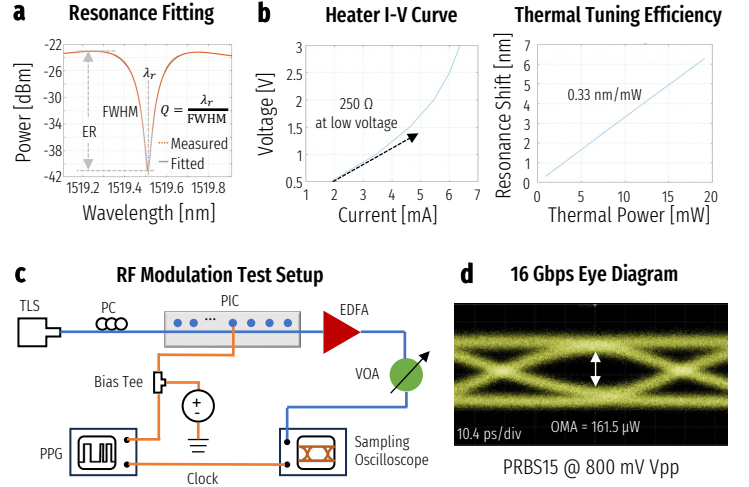 a
Resonance Fitting
Power [dBm]
-22
-26
-30
-34
-38
-42
ER
FWHM
λr
Q = λr / FWHM
Measured
Fitted
1519.2 1519.4 1519.6 1519.8
Wavelength [nm]
b
Heater I-V Curve
Voltage [V]
3
2.5
2
1.5
1
0.5
250 Ω
at low voltage
1 2 3 4 5 6 7
Current [mA]
Thermal Tuning Efficiency
Resonance Shift [nm]
7
6
5
4
3
2
1
0
0.33 nm/mW
0 5 10 15 20
Thermal Power [mW]
c
RF Modulation Test Setup
TLS
PC
PIC
...
EDFA
Bias Tee
+
-
VOA
PPG
Clock
Sampling
Oscilloscope
d
16 Gbps Eye Diagram
10.4 ps/div
OMA = 161.5 µW
PRBS15 @ 800 mV Vpp